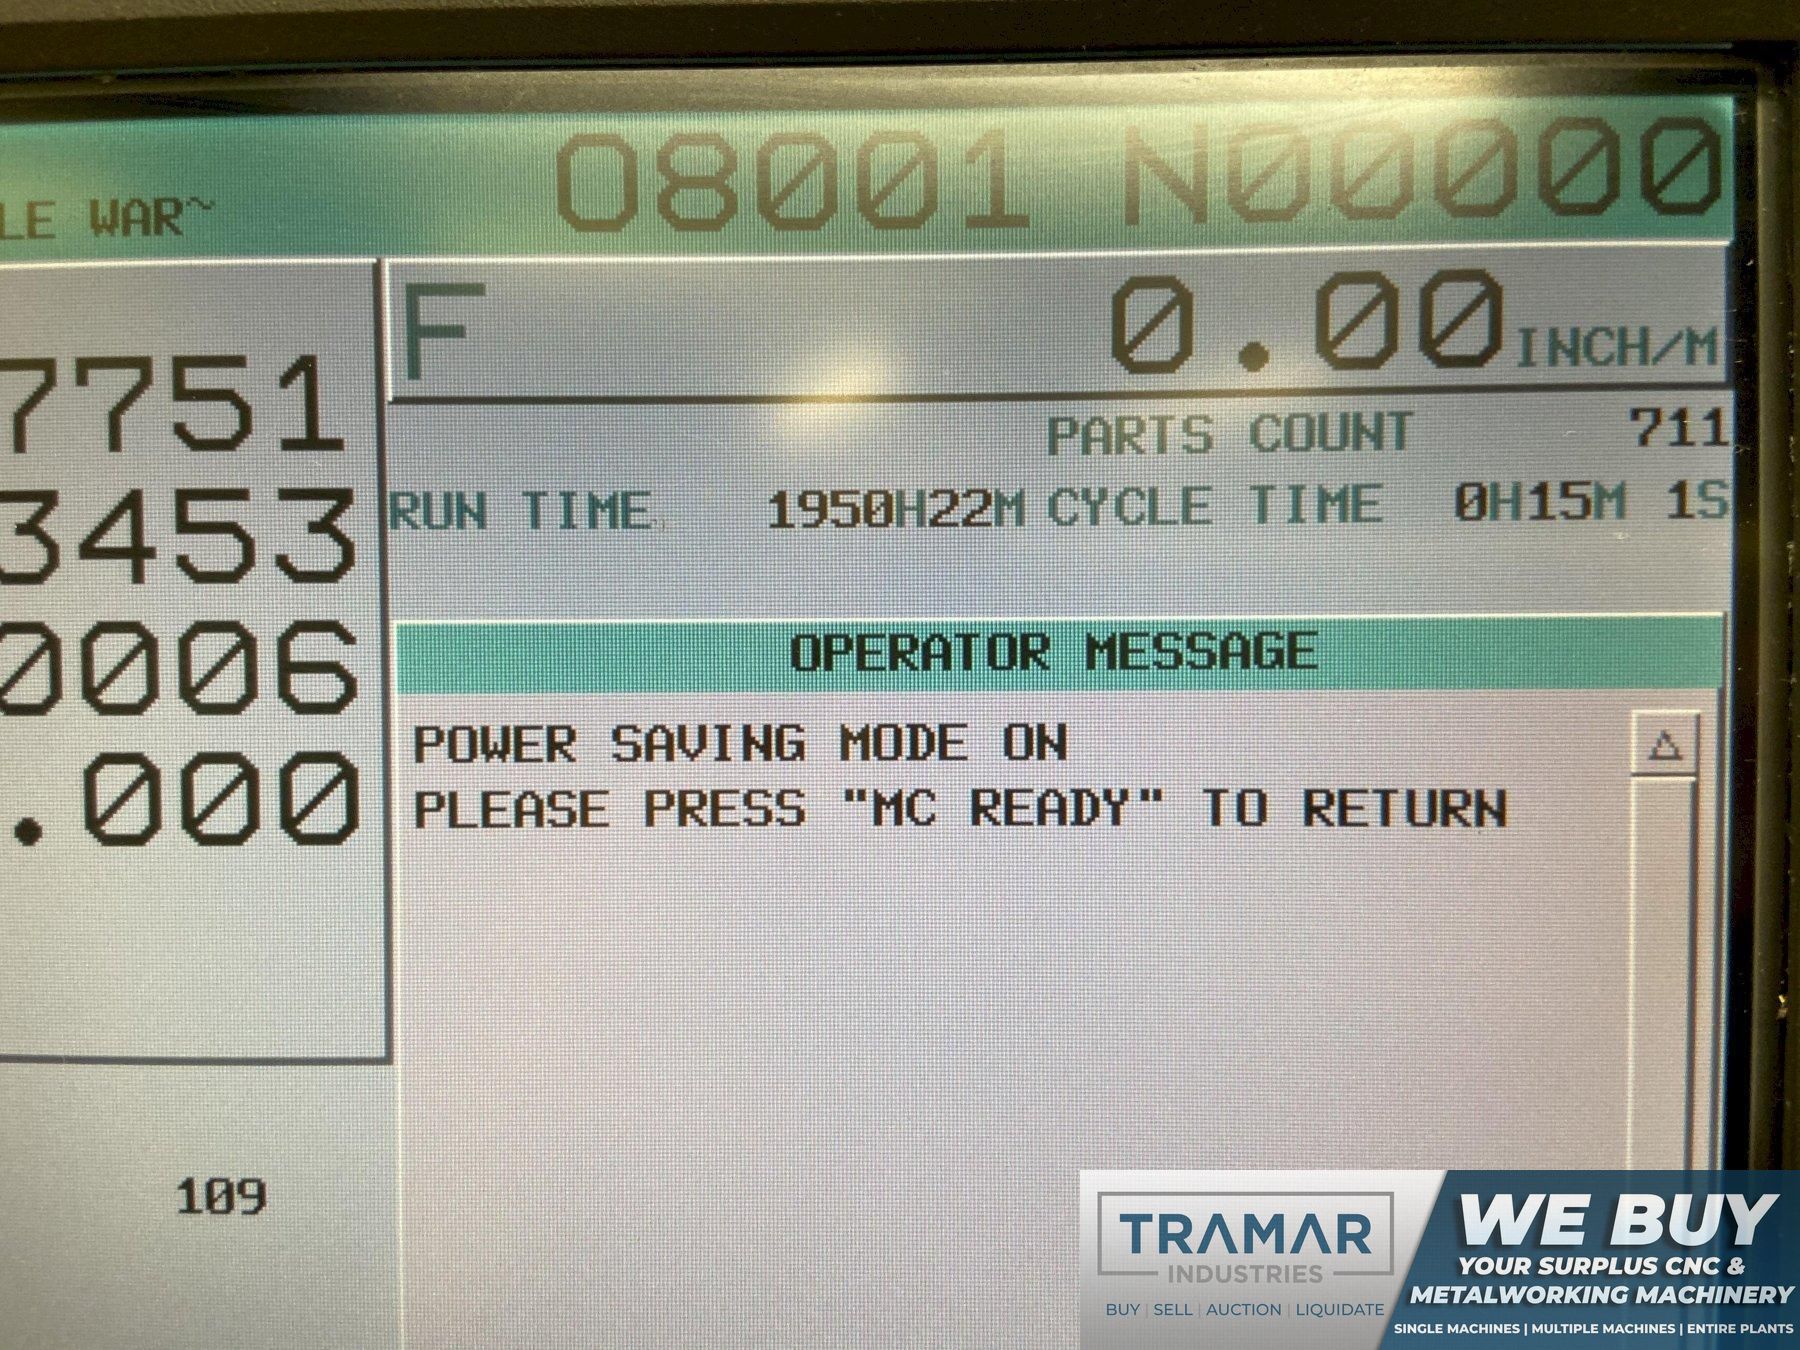 LE WAR~ O8001 N00000
F 0.00 INCH/M
7751
PARTS COUNT 711
3453
RUN TIME 1950H22M CYCLE TIME 0H15M 1S
0006
OPERATOR MESSAGE
POWER SAVING MODE ON
.000
PLEASE PRESS "MC READY" TO RETURN
109
TRAMAR
INDUSTRIES
BUY | SELL | AUCTION | LIQUIDATE
WE BUY
YOUR SURPLUS CNC &
METALWORKING MACHINERY
SINGLE MACHINES | MULTIPLE MACHINES | ENTIRE PLANTS